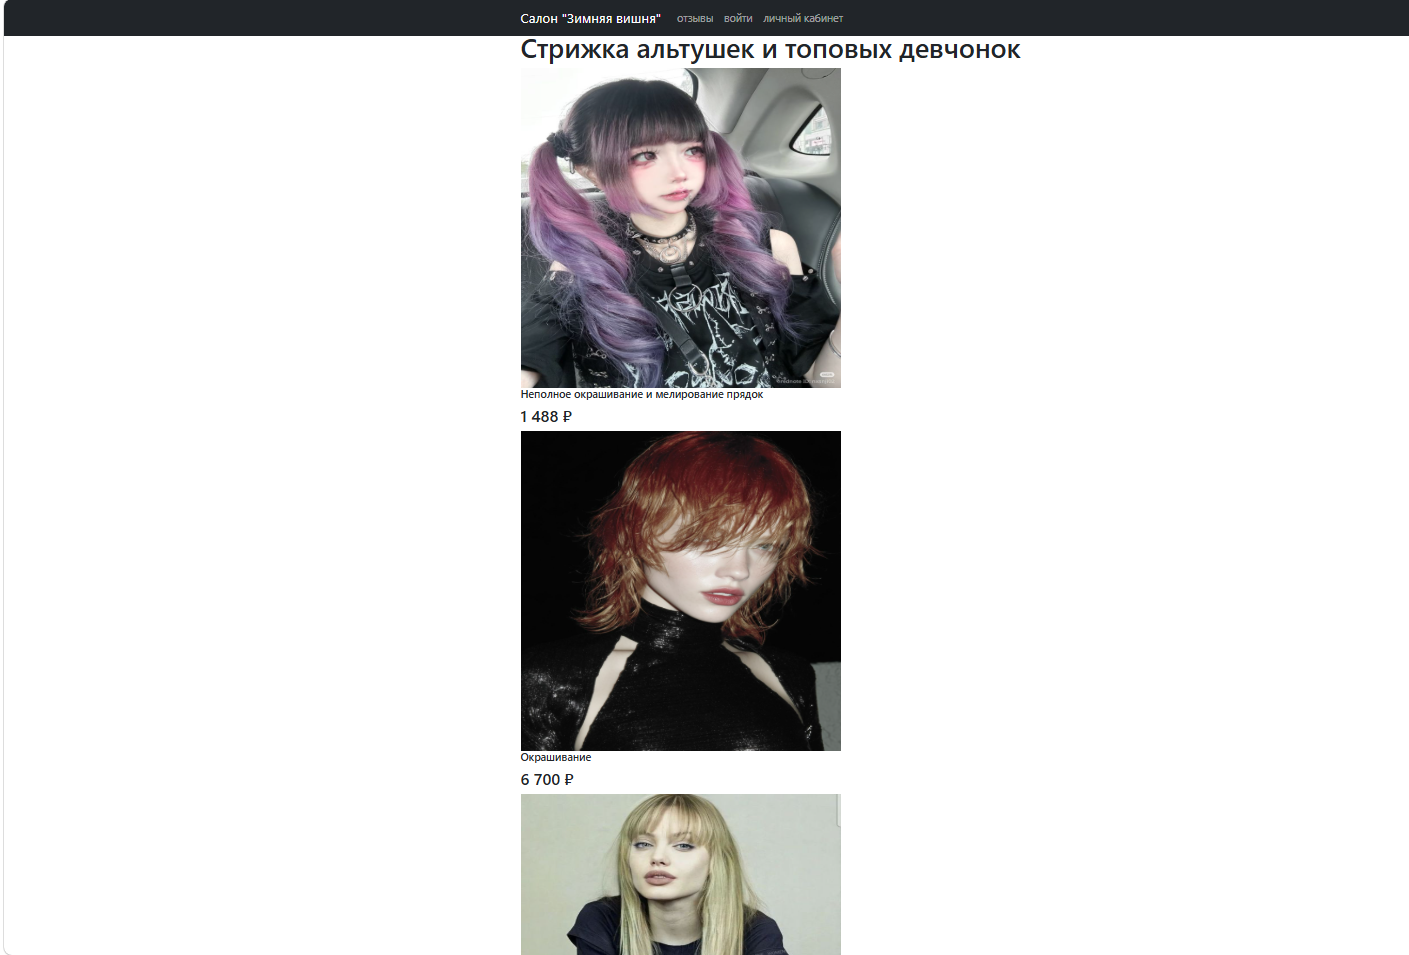 Салон "Зимняя вишня" отзывы войти личный кабинет
Стрижка альтушек и топовых девчонок
Неполное окрашивание и мелирование прядок
1 488 ₽
Окрашивание
6 700 ₽